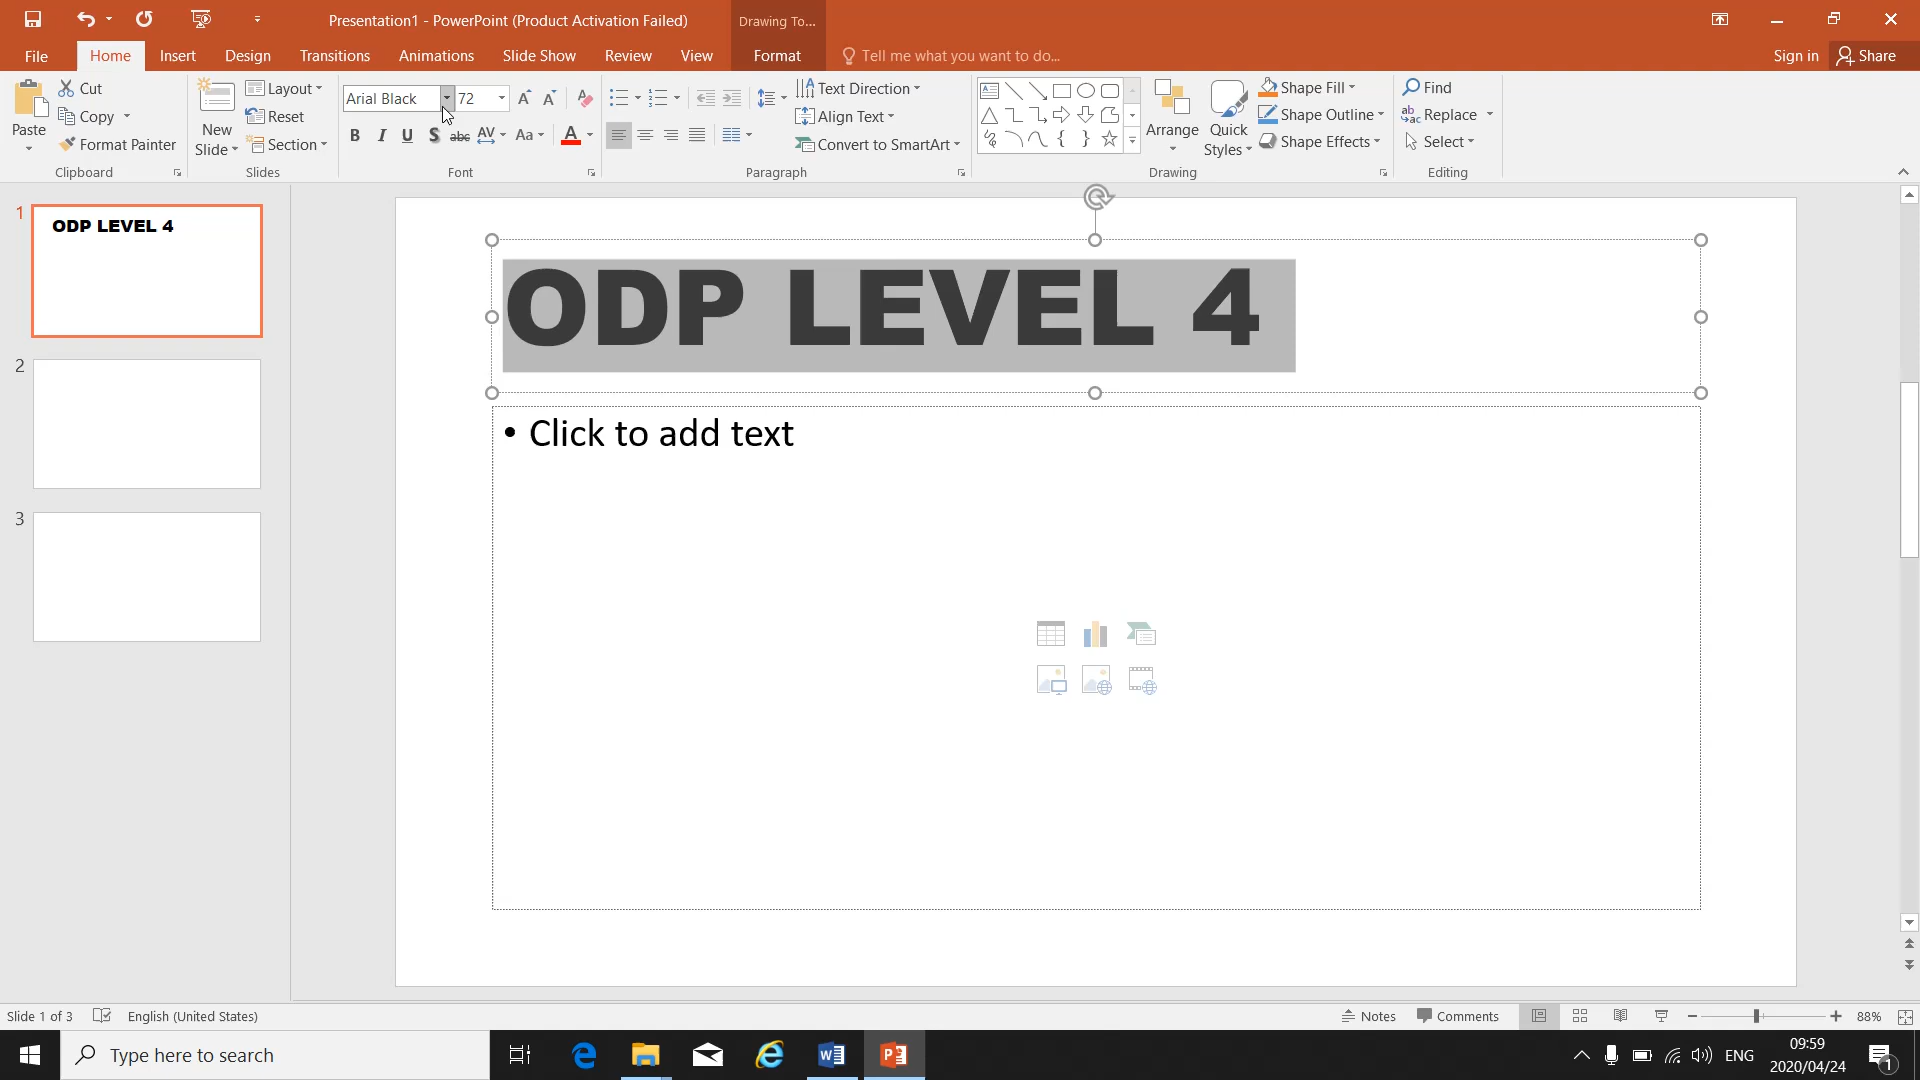 Presentation1 - PowerPoint (Product Activation Failed)
Drawing To...
File
Home
Insert
Design
Transitions
Animations
Slide Show
Review
View
Format
Tell me what you want to do...
Sign in
Share
Paste
Cut
Copy
Format Painter
Clipboard
New
Slide
Layout
Reset
Section
Slides
Arial Black
72
B I U S abc AV Aa A
Font
Text Direction
Align Text
Convert to SmartArt
Paragraph
Arrange
Quick
Styles
Shape Fill
Shape Outline
Shape Effects
Drawing
Find
Replace
Select
Editing
1
ODP LEVEL 4
2
3
ODP LEVEL 4
• Click to add text
Slide 1 of 3
English (United States)
Notes
Comments
88%
Type here to search
ENG
09:59
2020/04/24
1